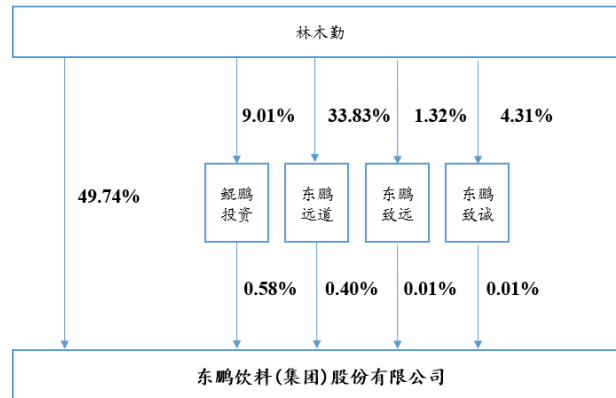 林木勤
9.01%
33.83%
1.32%
4.31%
49.74%
鲲鹏
投资
东鹏
远道
东鹏
致远
东鹏
致诚
0.58%
0.40%
0.01%
0.01%
东鹏饮料(集团)股份有限公司